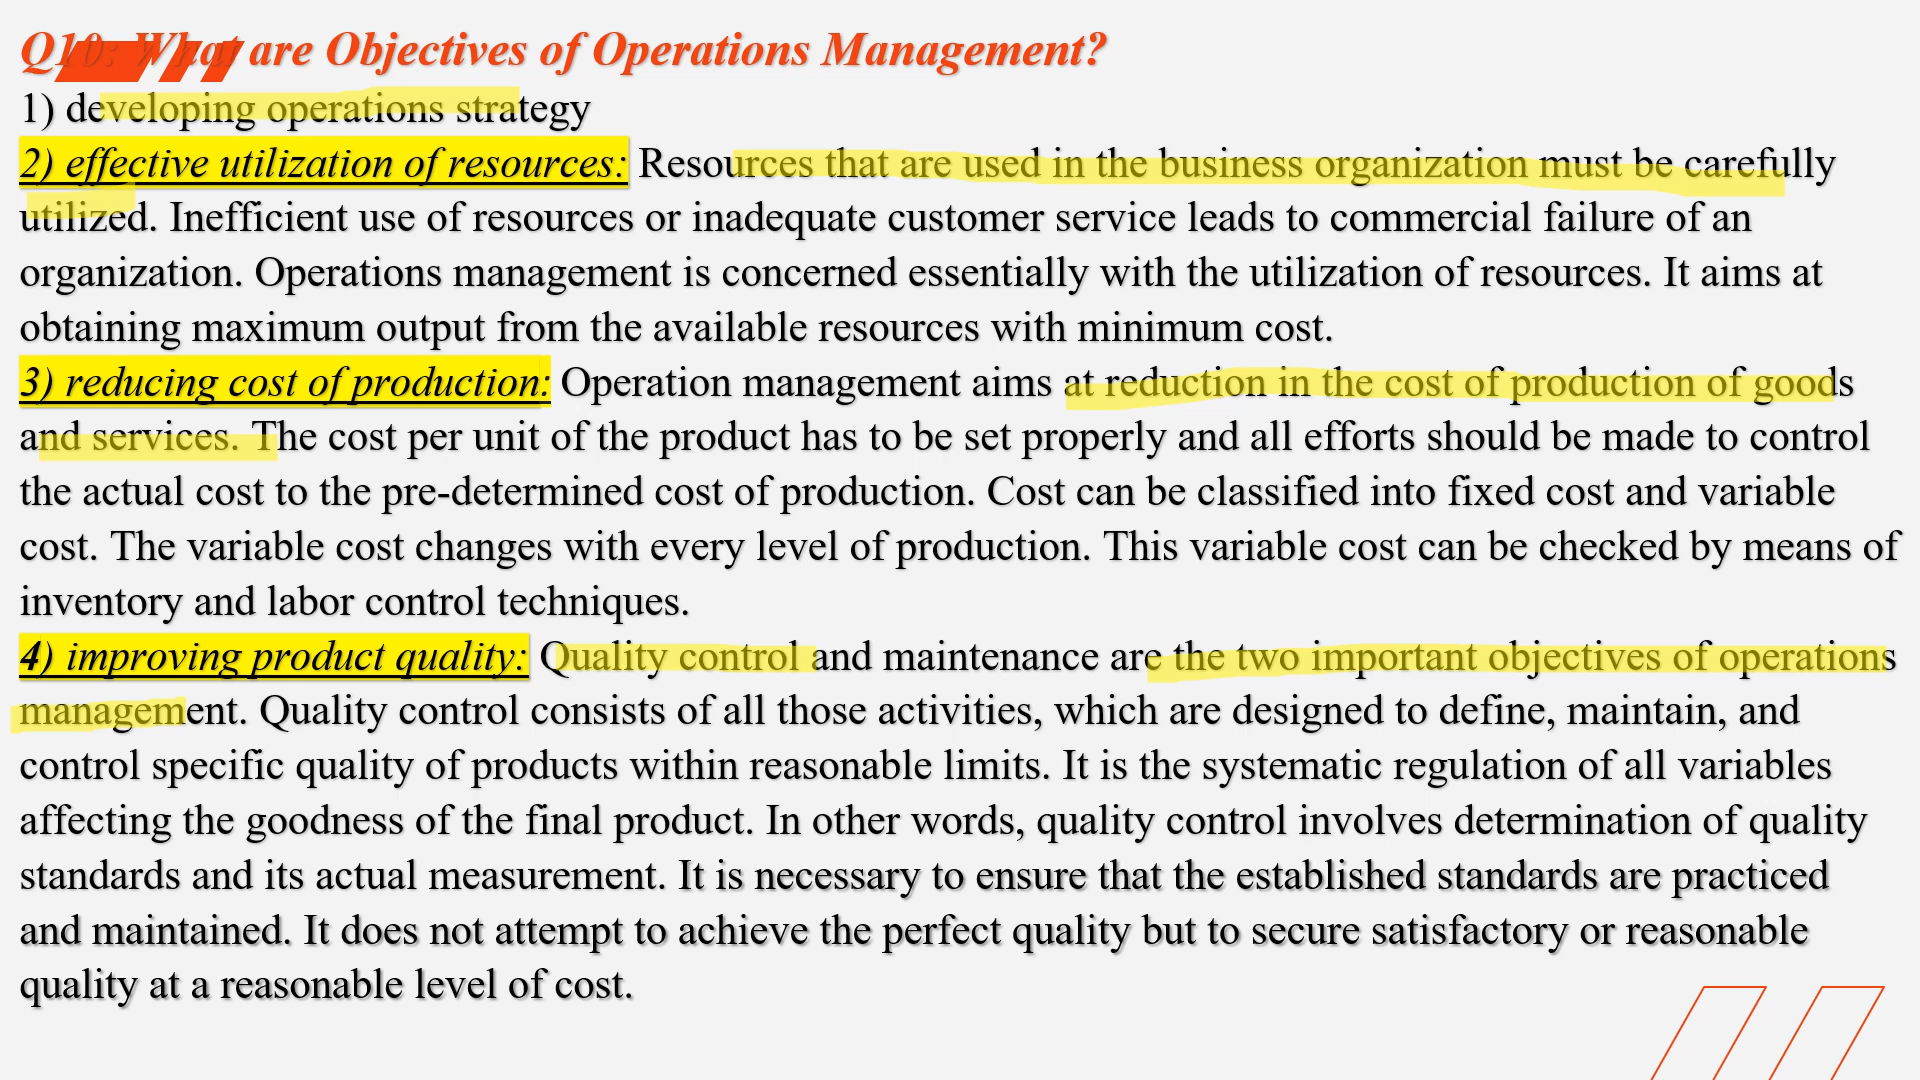 Q10: What are Objectives of Operations Management?
1) developing operations strategy
2) effective utilization of resources: Resources that are used in the business organization must be carefully
utilized. Inefficient use of resources or inadequate customer service leads to commercial failure of an
organization. Operations management is concerned essentially with the utilization of resources. It aims at
obtaining maximum output from the available resources with minimum cost.
3) reducing cost of production: Operation management aims at reduction in the cost of production of goods
and services. The cost per unit of the product has to be set properly and all efforts should be made to control
the actual cost to the pre-determined cost of production. Cost can be classified into fixed cost and variable
cost. The variable cost changes with every level of production. This variable cost can be checked by means of
inventory and labor control techniques.
4) improving product quality: Quality control and maintenance are the two important objectives of operations
management. Quality control consists of all those activities, which are designed to define, maintain, and
control specific quality of products within reasonable limits. It is the systematic regulation of all variables
affecting the goodness of the final product. In other words, quality control involves determination of quality
standards and its actual measurement. It is necessary to ensure that the established standards are practiced
and maintained. It does not attempt to achieve the perfect quality but to secure satisfactory or reasonable
quality at a reasonable level of cost.